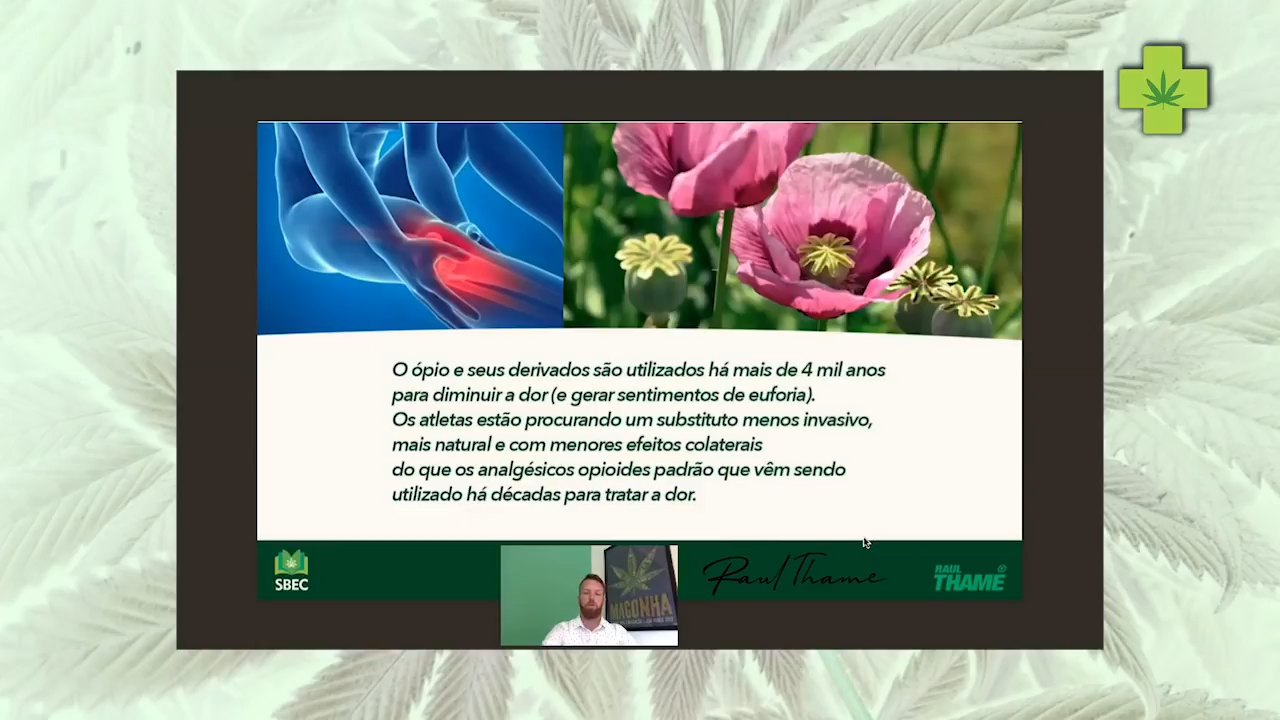 O ópio e seus derivados são utilizados há mais de 4 mil anos
para diminuir a dor (e gerar sentimentos de euforia).
Os atletas estão procurando um substituto menos invasivo,
mais natural e com menores efeitos colaterais
do que os analgésicos opioides padrão que vêm sendo
utilizado há décadas para tratar a dor.
SBEC
MACONHA
Raul Thame
RAUL
THAME